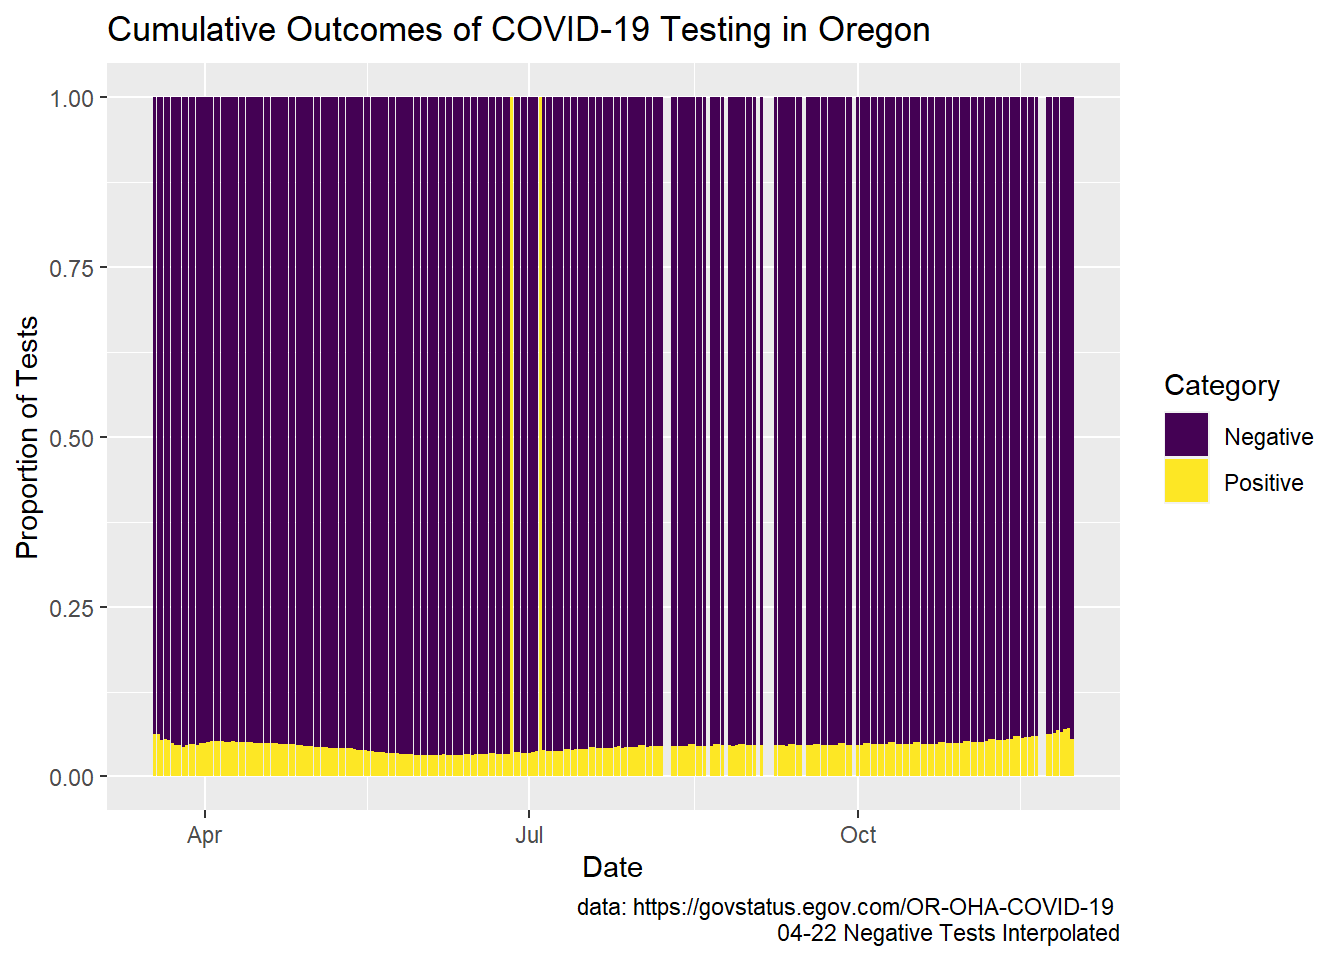 Cumulative Outcomes of COVID-19 Testing in Oregon
Proportion of Tests
1.00
0.75
0.50
0.25
0.00
Apr
Jul
Oct
Date
Category
Negative
Positive
data: https://govstatus.egov.com/OR-OHA-COVID-19
04-22 Negative Tests Interpolated